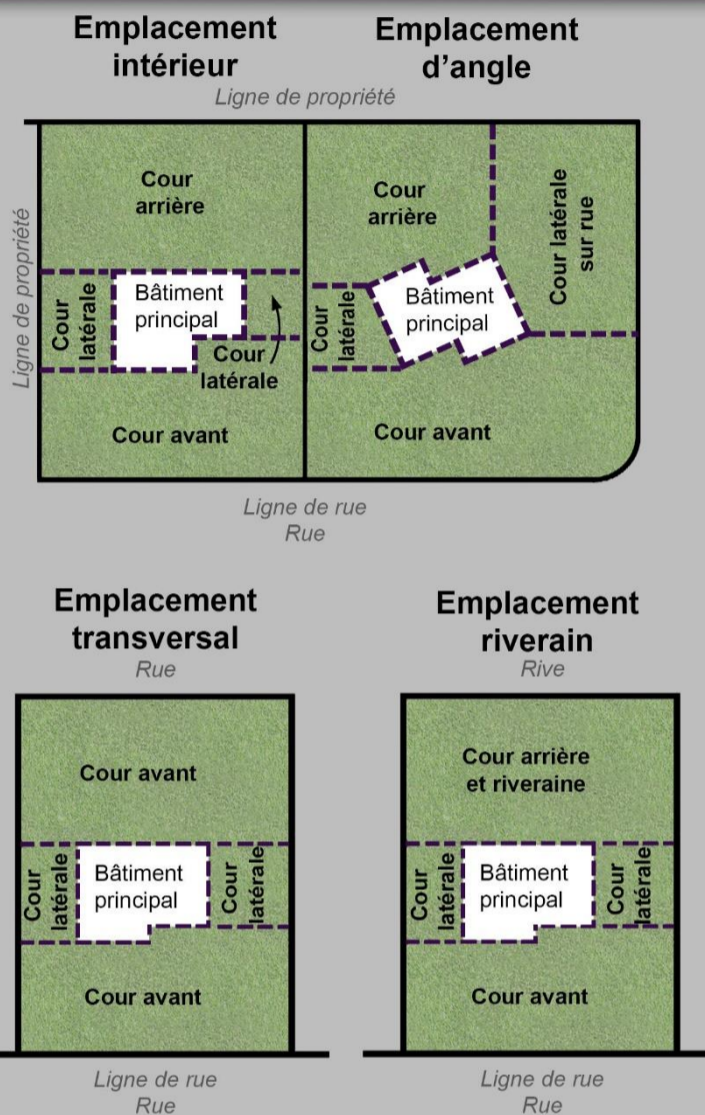 Emplacement
intérieur
Emplacement
d'angle
Ligne de propriété
Ligne de propriété
Cour
arrière
Cour
latérale
Bâtiment
principal
Cour
latérale
Cour avant
Cour
arrière
Cour latérale
sur rue
Cour
latérale
Bâtiment
principal
Cour avant
Ligne de rue
Rue
Emplacement
transversal
Rue
Cour avant
Cour
latérale
Bâtiment
principal
Cour
latérale
Cour avant
Ligne de rue
Rue
Emplacement
riverain
Rive
Cour arrière
et riveraine
Cour
latérale
Bâtiment
principal
Cour
latérale
Cour avant
Ligne de rue
Rue